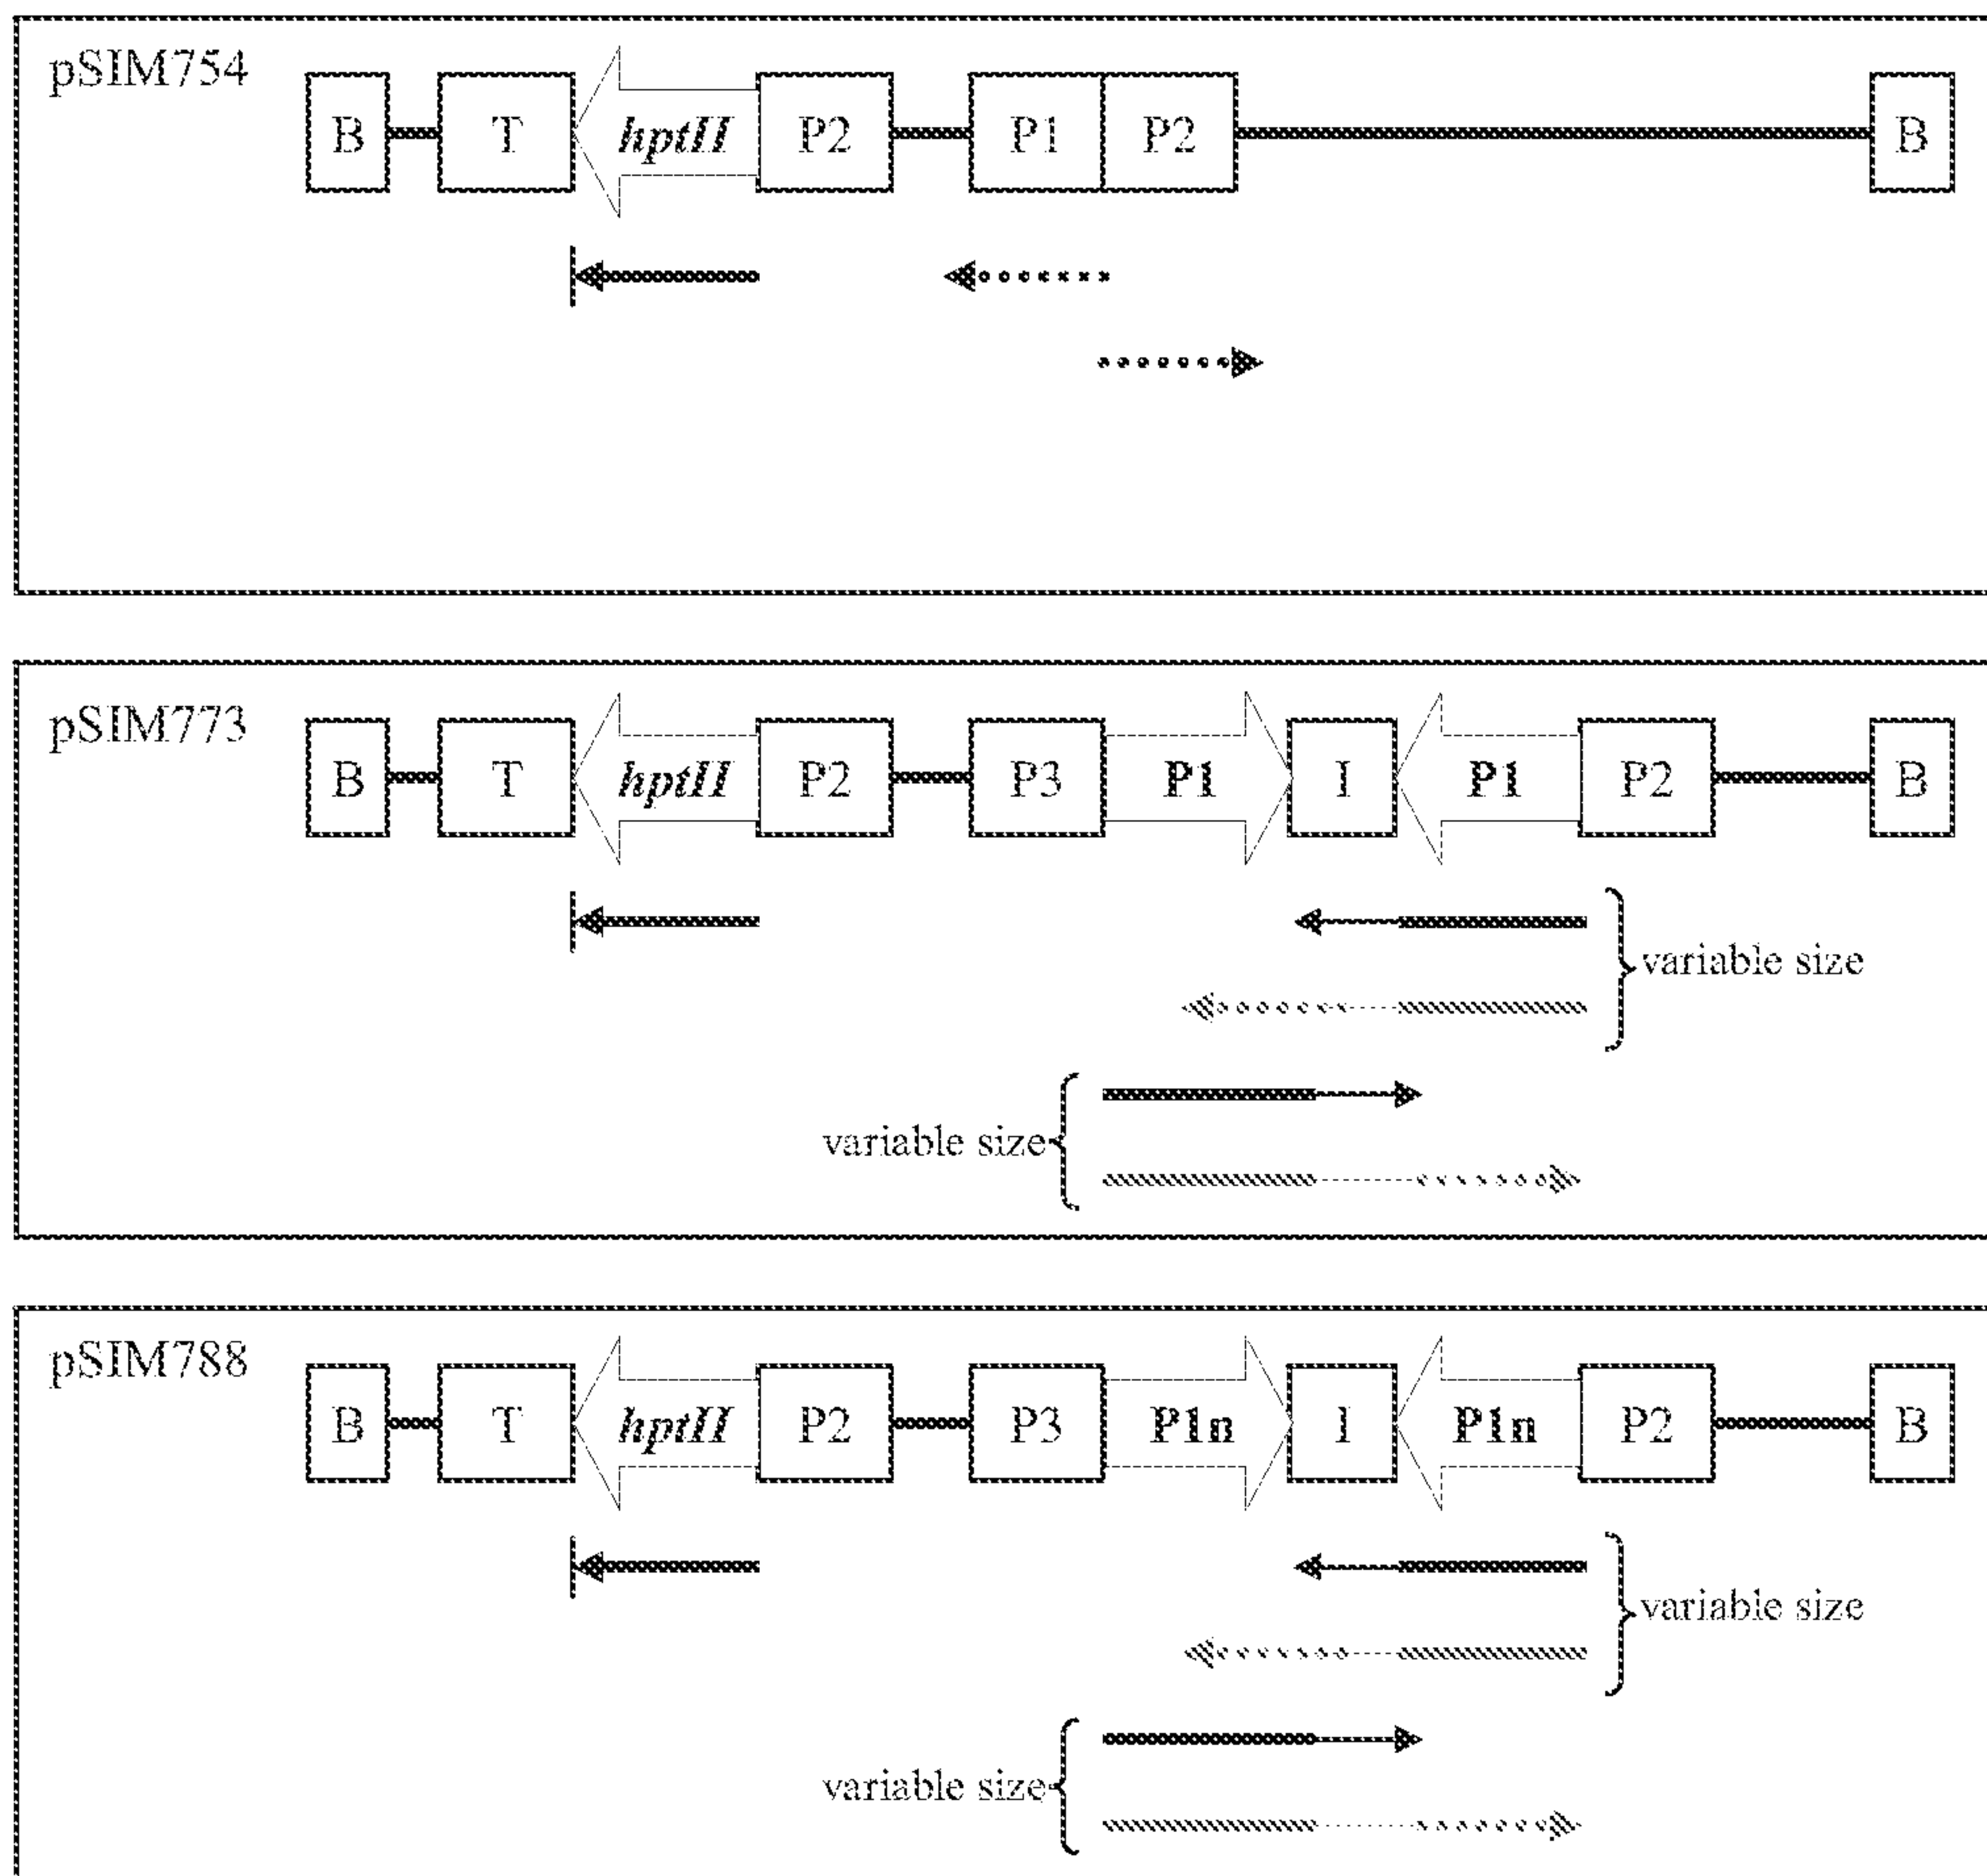 pSIM754
B T hptII P2 P1 P2 B
pSIM773
B T hptII P2 P3 P1 I P1 P2 B
variable size
variable size
pSIM788
B T hptII P2 P3 P1n I P1n P2 B
variable size
variable size